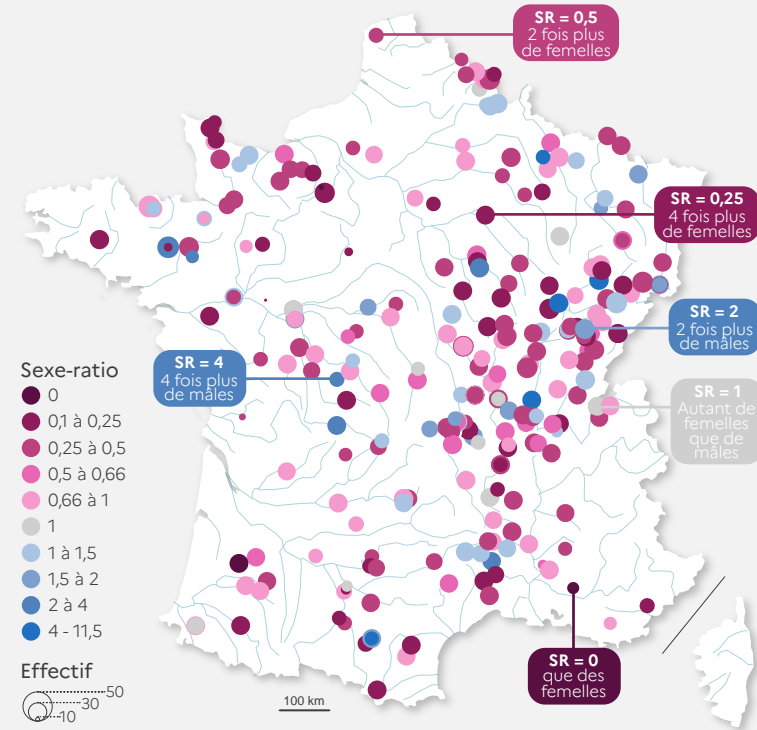 SR = 0,5
2 fois plus
de femelles
SR = 0,25
4 fois plus
de femelles
SR = 2
2 fois plus
de mâles
SR = 4
4 fois plus
de mâles
SR = 1
Autant de
femelles
que de
mâles
SR = 0
que des
femelles
Sexe-ratio
0
0,1 à 0,25
0,25 à 0,5
0,5 à 0,66
0,66 à 1
1
1 à 1,5
1,5 à 2
2 à 4
4 - 11,5
Effectif
50
30
10
100 km